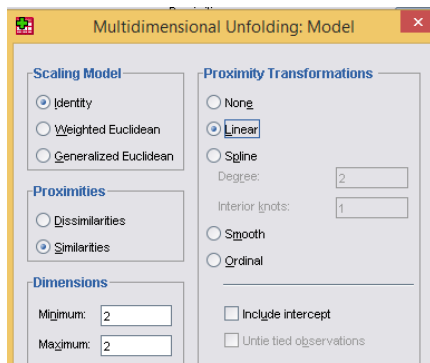 Multidimensional Unfolding: Model
Scaling Model
Identity
Weighted Euclidean
Generalized Euclidean
Proximities
Dissimilarities
Similarities
Dimensions
Minimum: 2
Maximum: 2
Proximity Transformations
None
Linear
Spline
Degree: 2
Interior knots: 1
Smooth
Ordinal
Include intercept
Untie tied observations